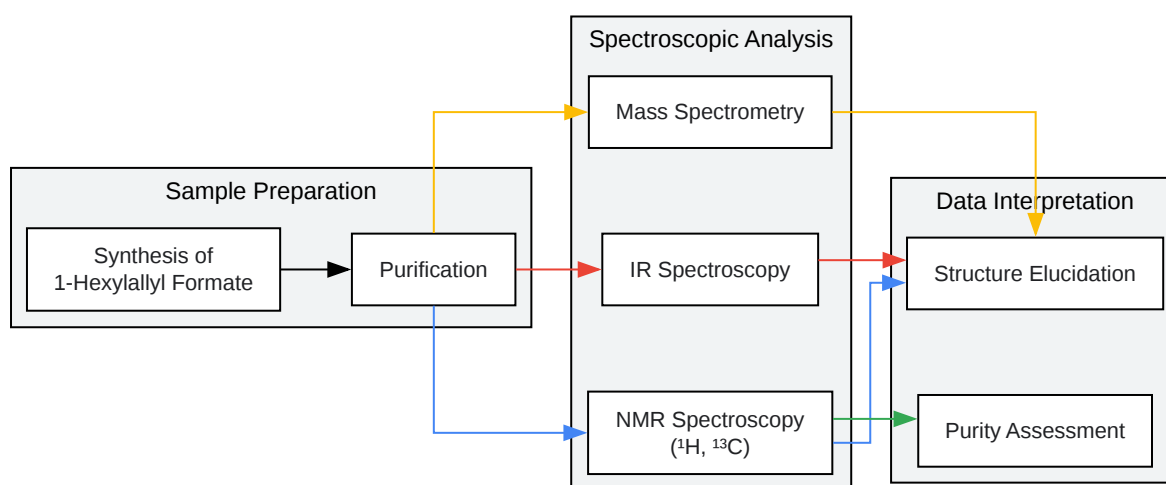 Sample Preparation
Synthesis of
1-Hexylallyl Formate
Purification
Spectroscopic Analysis
Mass Spectrometry
IR Spectroscopy
NMR Spectroscopy
(¹H, ¹³C)
Data Interpretation
Structure Elucidation
Purity Assessment